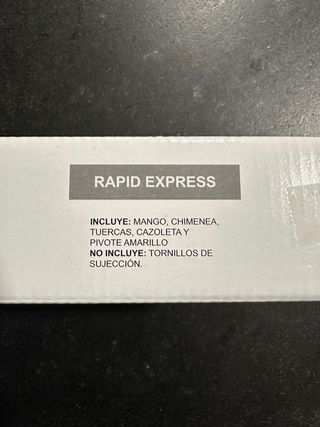 RAPID EXPRESS
INCLUYE: MANGO, CHIMENEA,
TUERCAS, CAZOLETA Y
PIVOTE AMARILLO
NO INCLUYE: TORNILLOS DE
SUJECCIÓN.